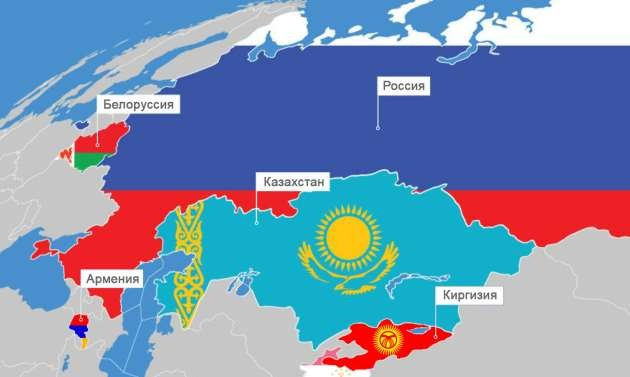 Россия
Белоруссия
Казахстан
Армения
Киргизия